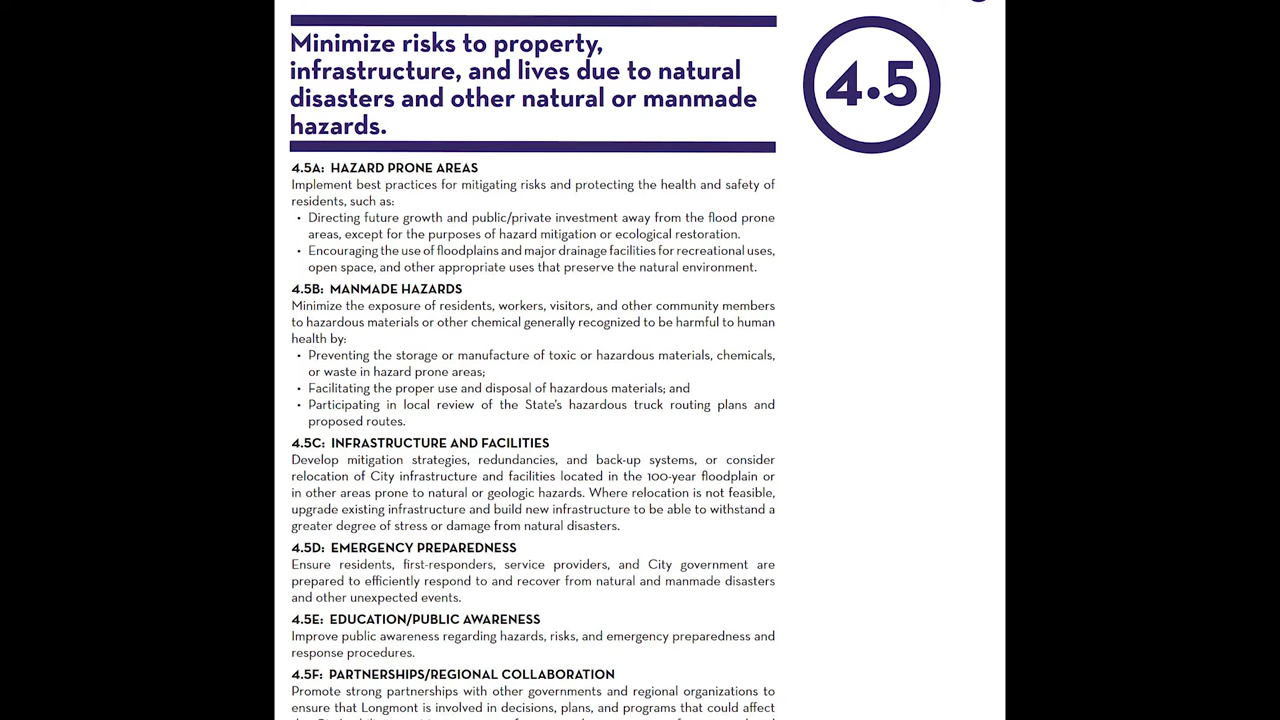 Minimize risks to property,
infrastructure, and lives due to natural
disasters and other natural or manmade
hazards.
4.5
4.5A: HAZARD PRONE AREAS
Implement best practices for mitigating risks and protecting the health and safety of
residents, such as:
• Directing future growth and public/private investment away from the flood prone
areas, except for the purposes of hazard mitigation or ecological restoration.
• Encouraging the use of floodplains and major drainage facilities for recreational uses,
open space, and other appropriate uses that preserve the natural environment.
4.5B: MANMADE HAZARDS
Minimize the exposure of residents, workers, visitors, and other community members
to hazardous materials or other chemical generally recognized to be harmful to human
health by:
• Preventing the storage or manufacture of toxic or hazardous materials, chemicals,
or waste in hazard prone areas;
• Facilitating the proper use and disposal of hazardous materials; and
• Participating in local review of the State's hazardous truck routing plans and
proposed routes.
4.5C: INFRASTRUCTURE AND FACILITIES
Develop mitigation strategies, redundancies, and back-up systems, or consider
relocation of City infrastructure and facilities located in the 100-year floodplain or
in other areas prone to natural or geologic hazards. Where relocation is not feasible,
upgrade existing infrastructure and build new infrastructure to be able to withstand a
greater degree of stress or damage from natural disasters.
4.5D: EMERGENCY PREPAREDNESS
Ensure residents, first-responders, service providers, and City government are
prepared to efficiently respond to and recover from natural and manmade disasters
and other unexpected events.
4.5E: EDUCATION/PUBLIC AWARENESS
Improve public awareness regarding hazards, risks, and emergency preparedness and
response procedures.
4.5F: PARTNERSHIPS/REGIONAL COLLABORATION
Promote strong partnerships with other governments and regional organizations to
ensure that Longmont is involved in decisions, plans, and programs that could affect